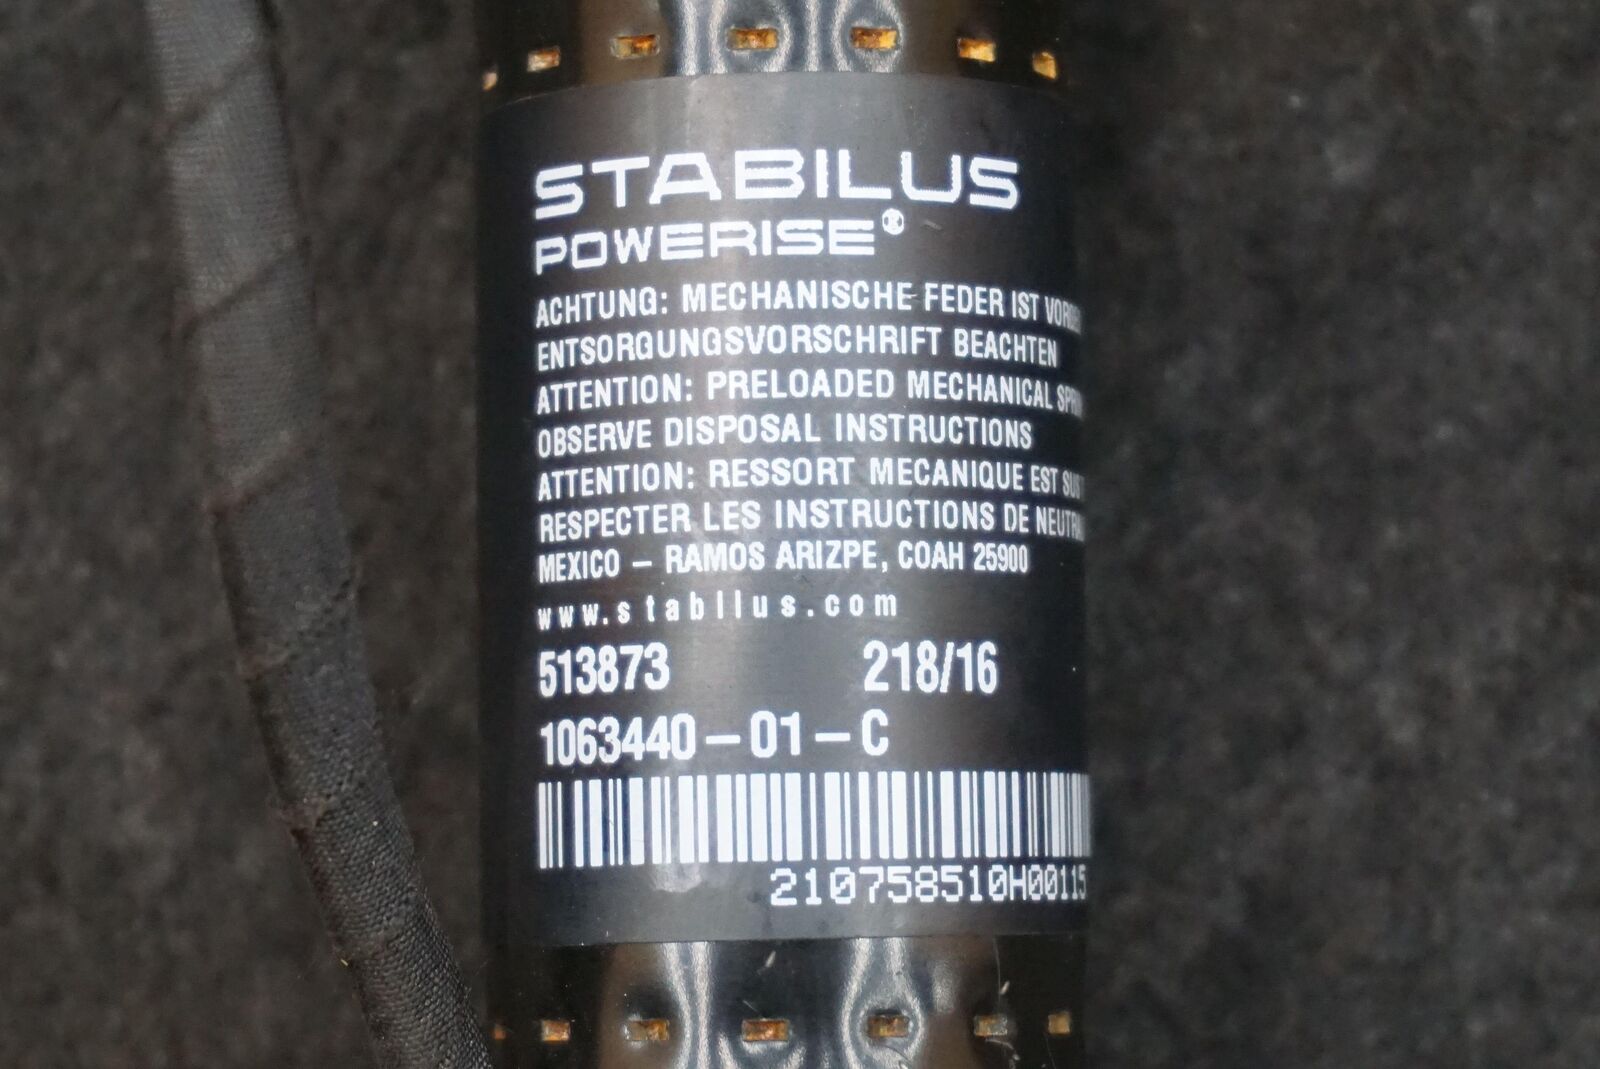 STABILUS
POWERISE®
ACHTUNG: MECHANISCHE FEDER IST
ENTSORGUNGSVORSCHRIFT BEACHTEN
ATTENTION: PRELOADED MECHANICAL
OBSERVE DISPOSAL INSTRUCTIONS
ATTENTION: RESSORT MECANIQUE EST
RESPECTER LES INSTRUCTIONS DE
MEXICO – RAMOS ARIZPE, COAH 25900
www.stabilus.com
513873 218/16
1063440-01-C
210758510H00115